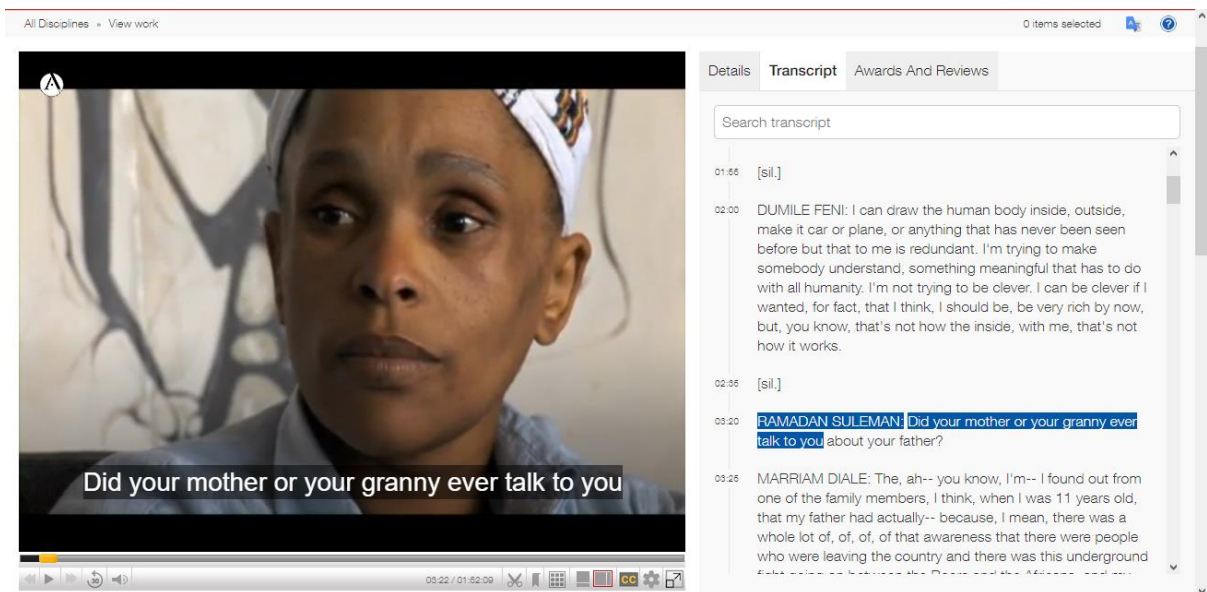 All Disciplines » View work
0 items selected
Did your mother or your granny ever talk to you
03:22 / 01:52:09
CC
Details Transcript Awards And Reviews
Search transcript
01:56 [sil.]
02:00 DUMILE FENI: I can draw the human body inside, outside,
make it car or plane, or anything that has never been seen
before but that to me is redundant. I'm trying to make
somebody understand, something meaningful that has to do
with all humanity. I'm not trying to be clever. I can be clever if I
wanted, for fact, that I think, I should be, be very rich by now,
but, you know, that's not how the inside, with me, that's not
how it works.
02:35 [sil.]
03:20 RAMADAN SULEMAN: Did your mother or your granny ever
talk to you about your father?
03:25 MARRIAM DIALE: The, ah-- you know, I'm-- I found out from
one of the family members, I think, when I was 11 years old,
that my father had actually-- because, I mean, there was a
whole lot of, of, of, of that awareness that there were people
who were leaving the country and there was this underground